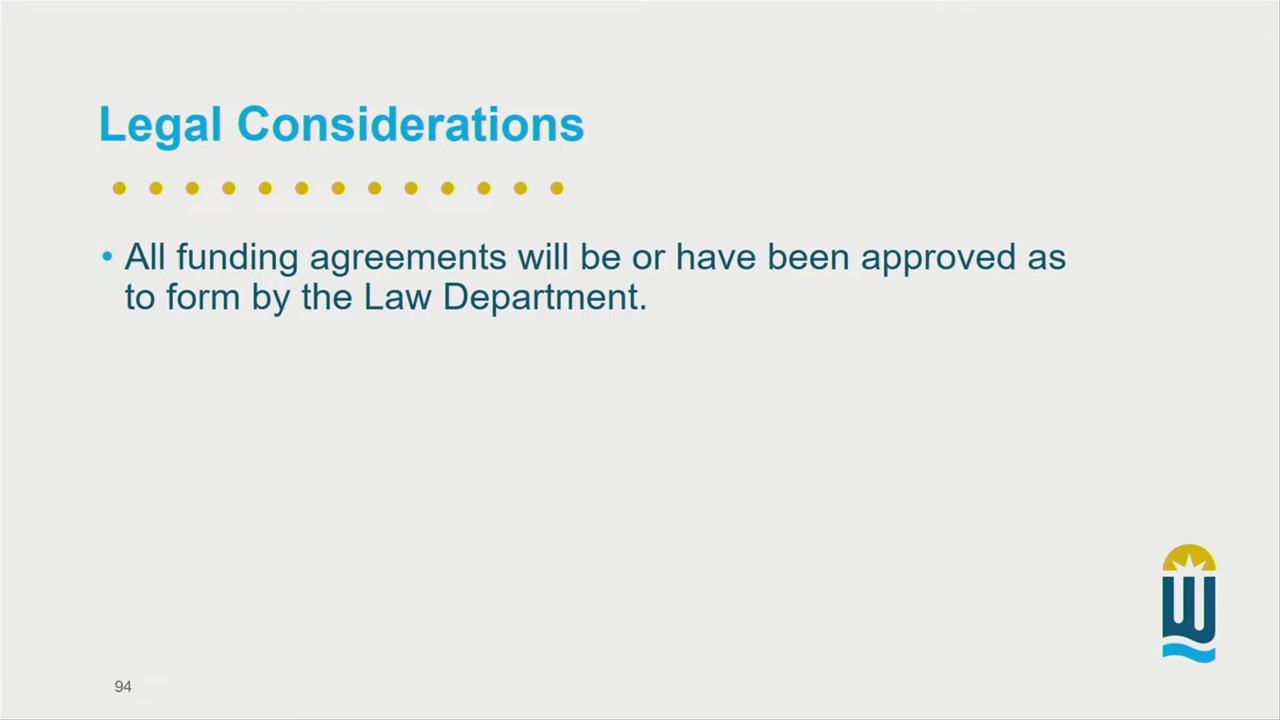 Legal Considerations
• All funding agreements will be or have been approved as
to form by the Law Department.
94